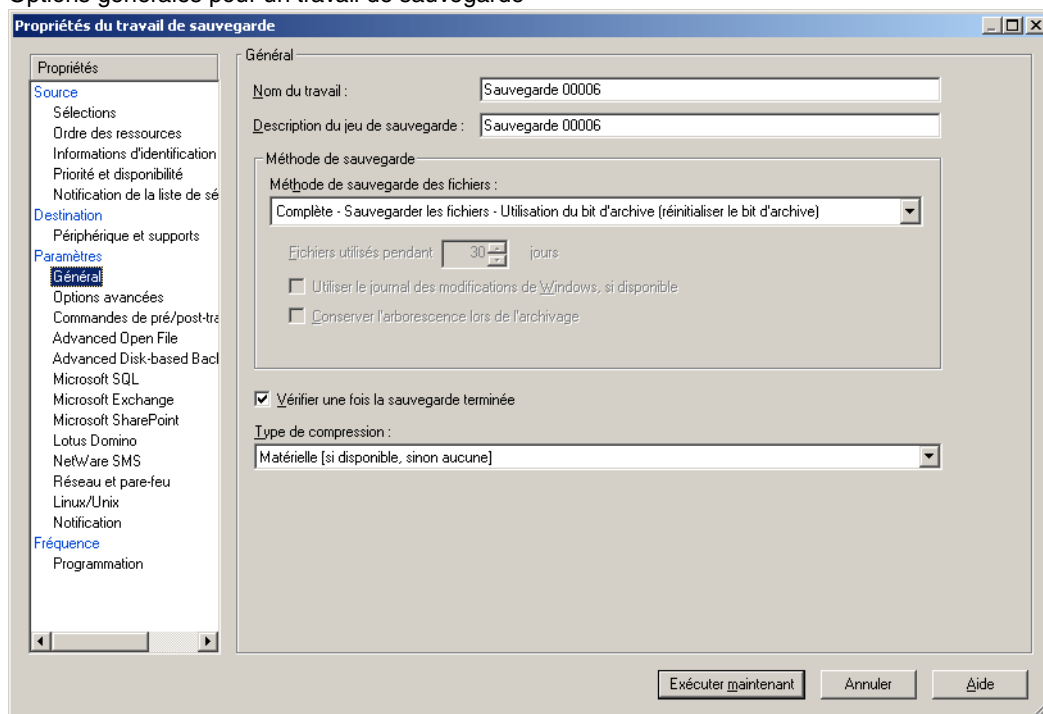 Options générales pour un travail de sauvegarde
Propriétés du travail de sauvegarde
Propriétés
Source
Sélections
Ordre des ressources
Informations d'identification
Priorité et disponibilité
Notification de la liste de sé
Destination
Périphérique et supports
Paramètres
Général
Options avancées
Commandes de pré/post-tra
Advanced Open File
Advanced Disk-based Back
Microsoft SQL
Microsoft Exchange
Microsoft SharePoint
Lotus Domino
NetWare SMS
Réseau et pare-feu
Linux/Unix
Notification
Fréquence
Programmation
Général
Nom du travail : Sauvegarde 00006
Description du jeu de sauvegarde : Sauvegarde 00006
Méthode de sauvegarde
Méthode de sauvegarde des fichiers :
Complète - Sauvegarder les fichiers - Utilisation du bit d'archive (réinitialiser le bit d'archive)
Fichiers utilisés pendant 30 jours
Utiliser le journal des modifications de Windows, si disponible
Conserver l'arborescence lors de l'archivage
Vérifier une fois la sauvegarde terminée
Type de compression :
Matérielle [si disponible, sinon aucune]
Exécuter maintenant Annuler Aide